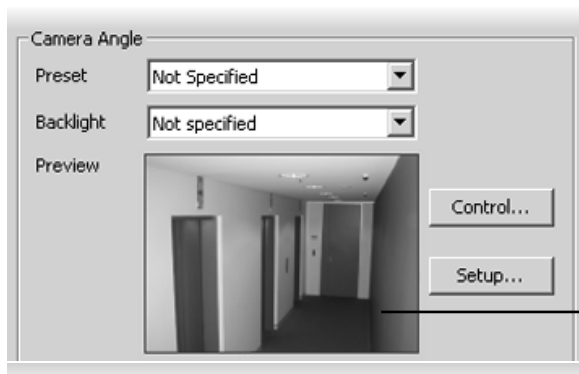 Camera Angle
Preset Not Specified
Backlight Not specified
Preview
Control...
Setup...